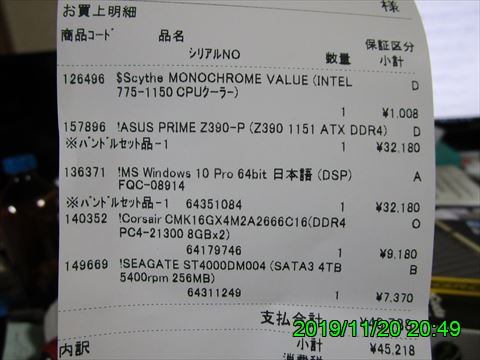 様
お買上明細
商品ｺｰﾄﾞ 品名
シリアルNO 数量 保証区分
小計
126496 $Scythe MONOCHROME VALUE (INTEL D
775-1150 CPUクーラー)
1 ¥1,008
157896 !ASUS PRIME Z390-P (Z390 1151 ATX DDR4) D
※ﾊﾞﾝﾄﾞﾙセット品-1 1 ¥32,180
136371 !MS Windows 10 Pro 64bit 日本語 (DSP) A
FQC-08914
※ﾊﾞﾝﾄﾞﾙセット品-1 64351084 1 ¥32,180
140352 !Corsair CMK16GX4M2A2666C16(DDR4 O
PC4-21300 8GBx2)
64179746 1 ¥9,180
149669 !SEAGATE ST4000DM004 (SATA3 4TB B
5400rpm 256MB)
64311249 1 ¥7,370
支払合計
2019/11/20 20:49
内訳 小計 ¥45,218
消費税